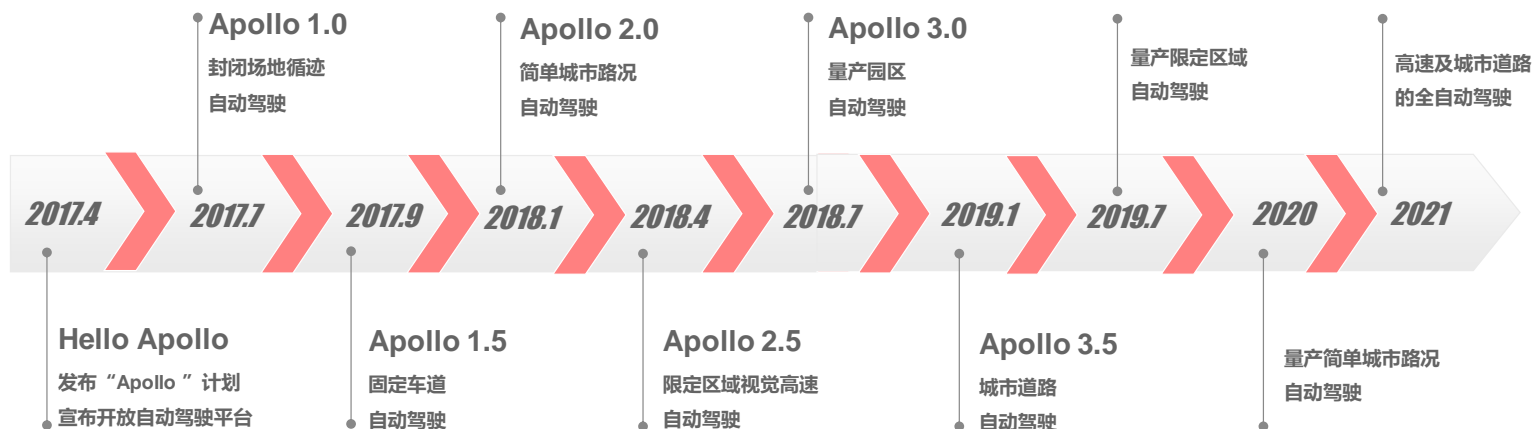 Apollo 1.0
封闭场地循迹
自动驾驶
Apollo 2.0
简单城市路况
自动驾驶
Apollo 3.0
量产园区
自动驾驶
量产限定区域
自动驾驶
高速及城市道路
的全自动驾驶
2017.4
2017.7
2017.9
2018.1
2018.4
2018.7
2019.1
2019.7
2020
2021
Hello Apollo
发布“Apollo ”计划
宣布开放自动驾驶平台
Apollo 1.5
固定车道
自动驾驶
Apollo 2.5
限定区域视觉高速
自动驾驶
Apollo 3.5
城市道路
自动驾驶
量产简单城市路况
自动驾驶